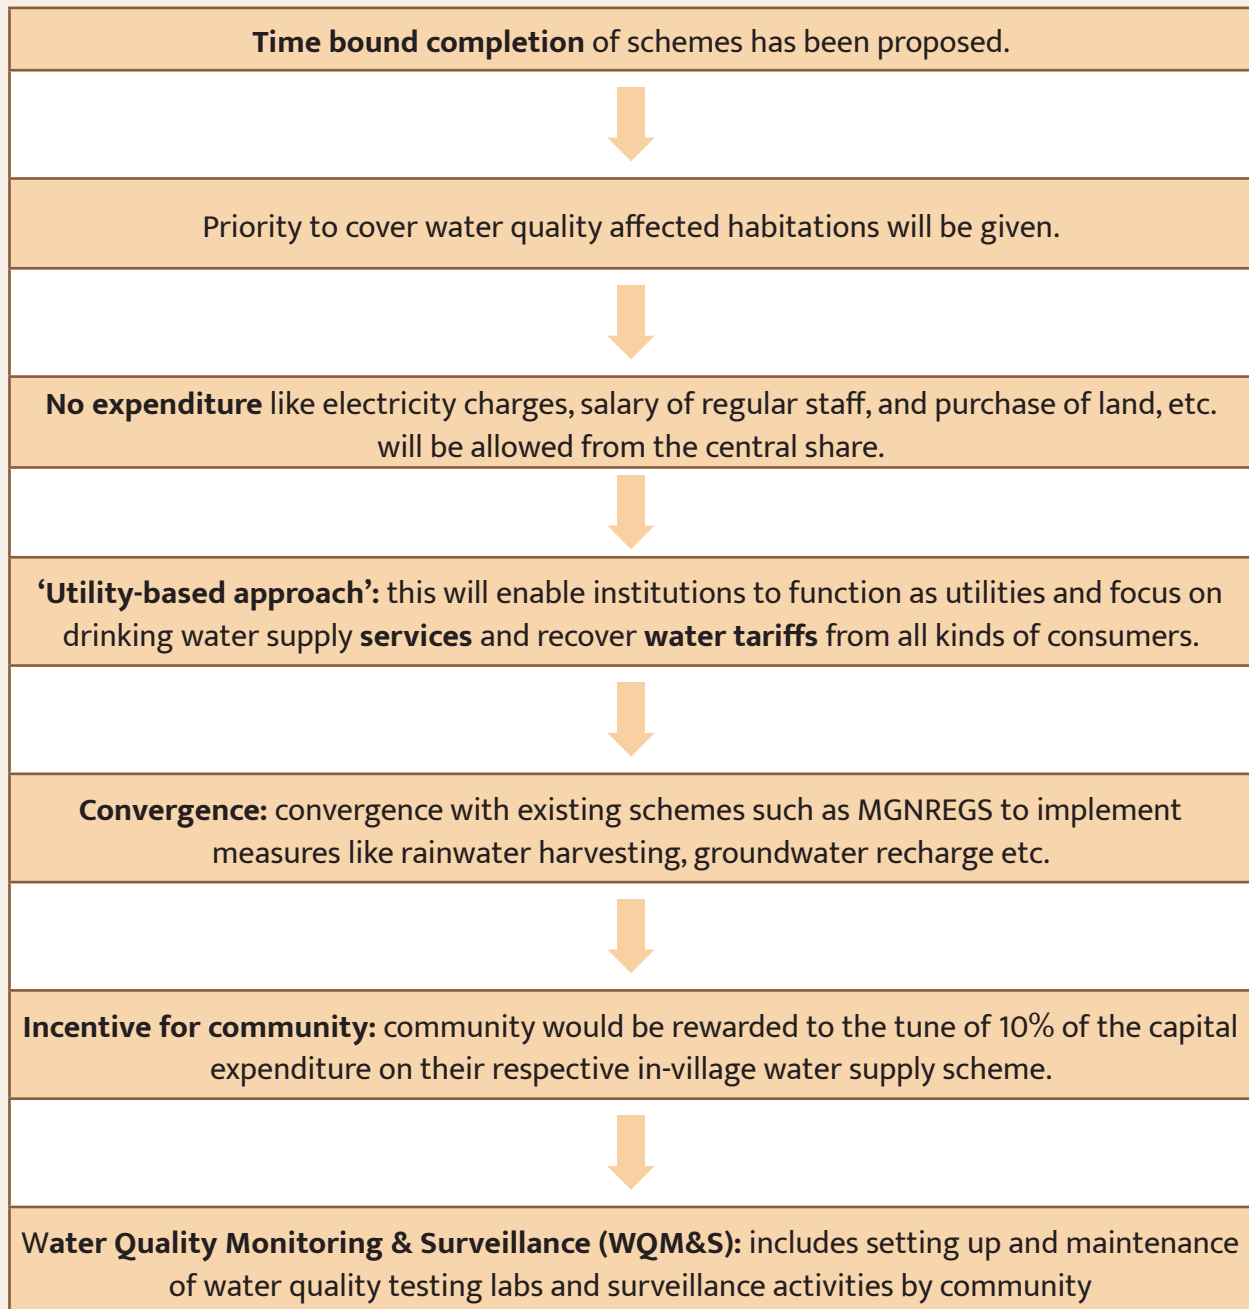 Time bound completion of schemes has been proposed.
Priority to cover water quality affected habitations will be given.
No expenditure like electricity charges, salary of regular staff, and purchase of land, etc.
will be allowed from the central share.
‘Utility-based approach’: this will enable institutions to function as utilities and focus on
drinking water supply services and recover water tariffs from all kinds of consumers.
Convergence: convergence with existing schemes such as MGNREGS to implement
measures like rainwater harvesting, groundwater recharge etc.
Incentive for community: community would be rewarded to the tune of 10% of the capital
expenditure on their respective in-village water supply scheme.
Water Quality Monitoring & Surveillance (WQM&S): includes setting up and maintenance
of water quality testing labs and surveillance activities by community